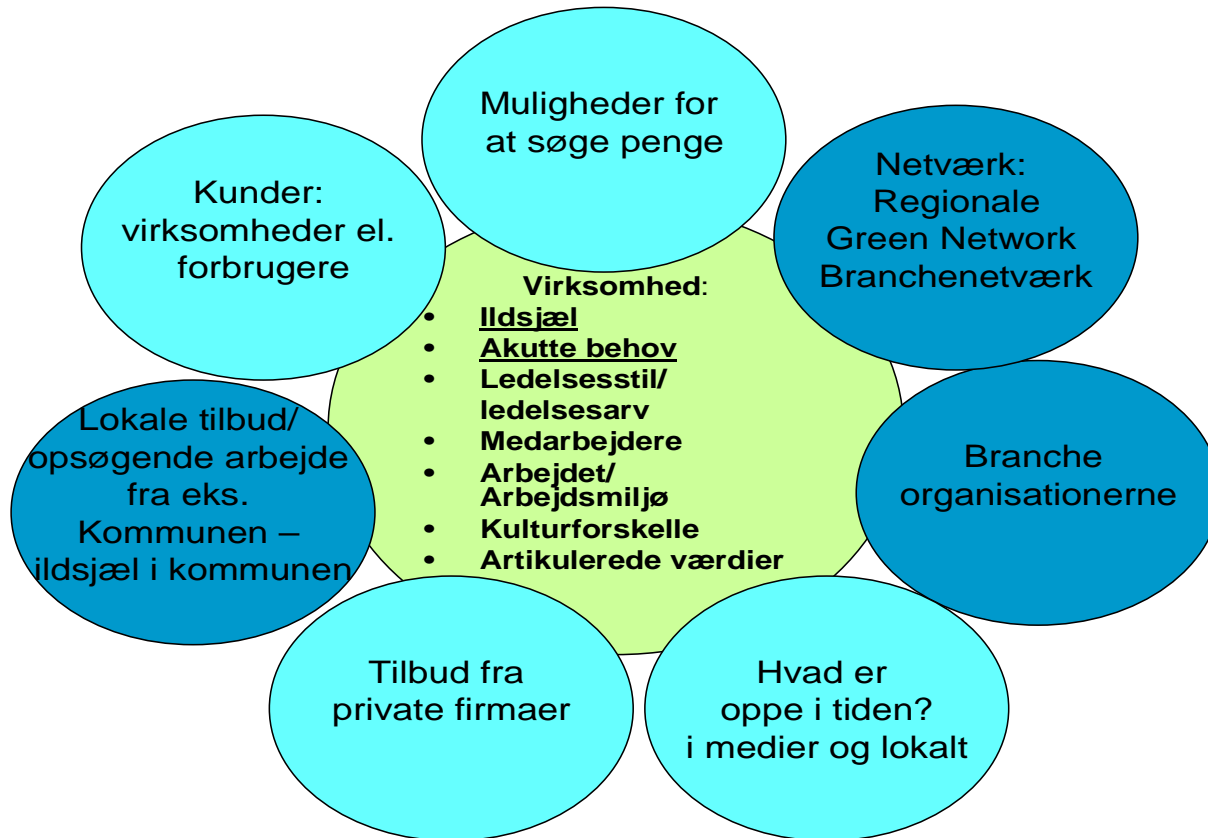 Muligheder for
at søge penge
Kunder:
virksomheder el.
forbrugere
Netværk:
Regionale
Green Network
Branchenetværk
Virksomhed:
• Ildsjæl
• Akutte behov
• Ledelsesstil/
ledelsesarv
• Medarbejdere
• Arbejdet/
Arbejdsmiljø
• Kulturforskelle
• Artikulerede værdier
Lokale tilbud/
opsøgende arbejde
fra eks.
Kommunen –
ildsjæl i kommunen
Branche
organisationerne
Tilbud fra
private firmaer
Hvad er
oppe i tiden?
i medier og lokalt